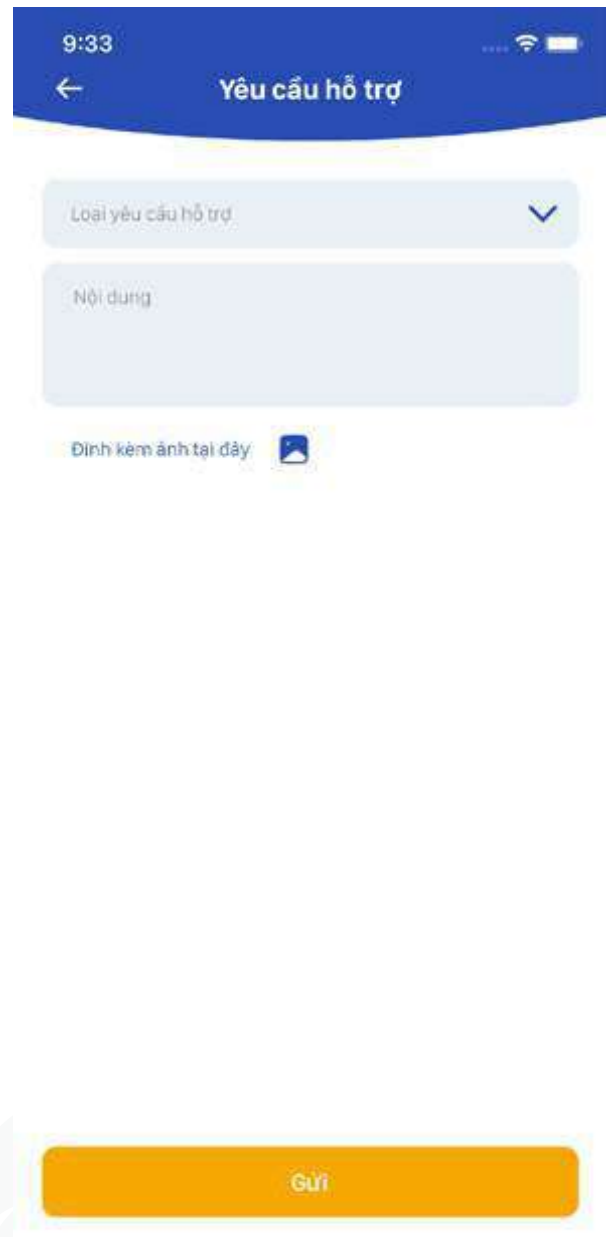 9:33
Yêu cầu hỗ trợ
Loại yêu cầu hỗ trợ
Nội dung
Đính kèm ảnh tại đây
Gửi